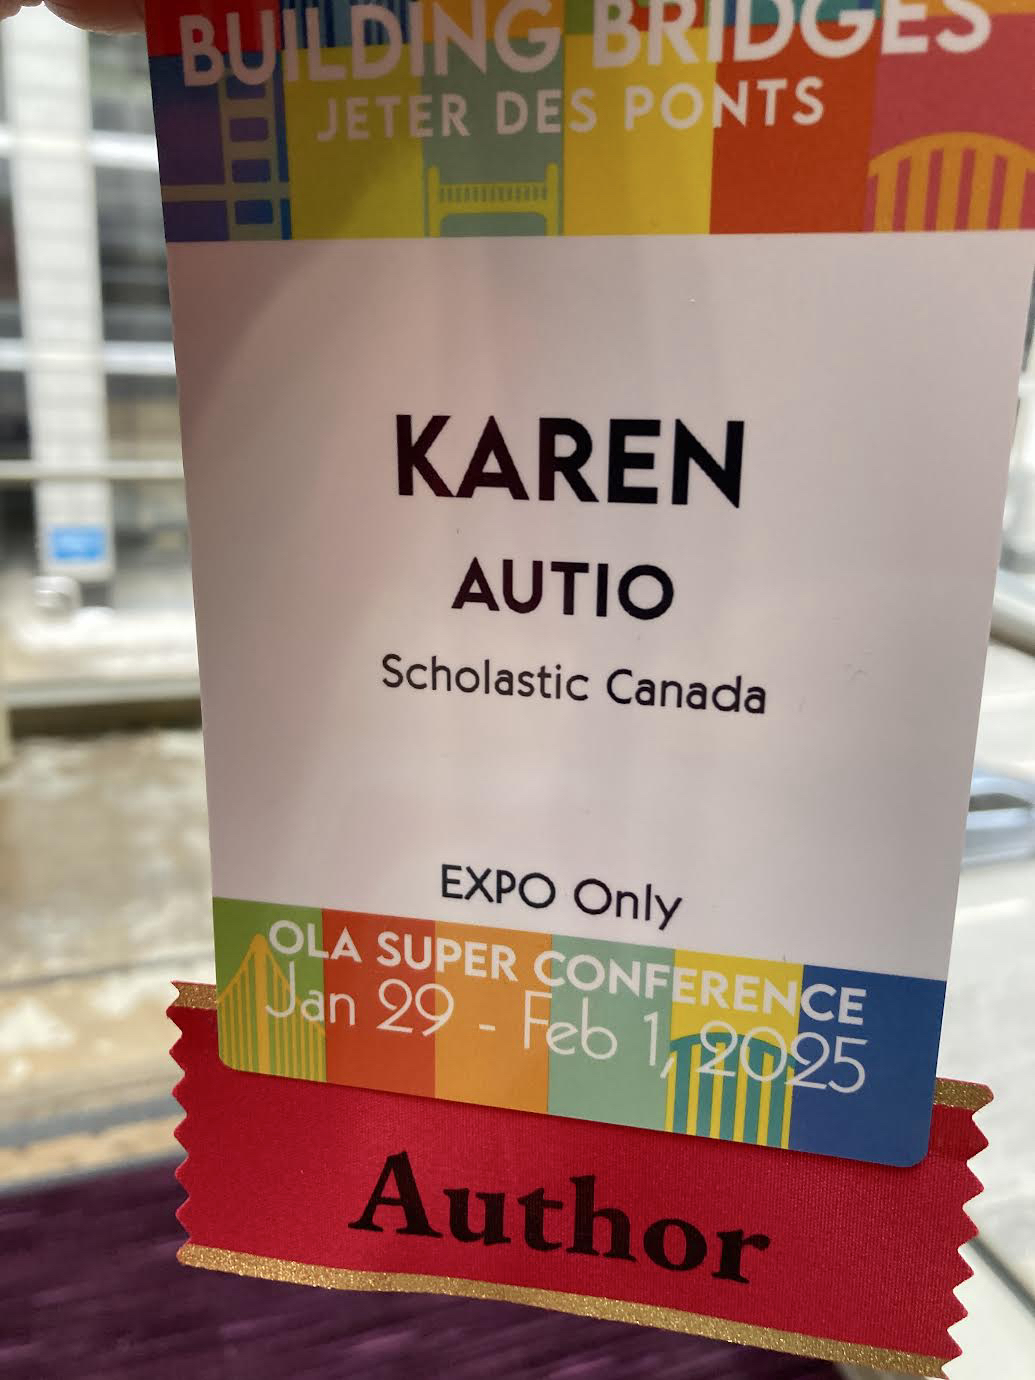 BUILDING BRIDGES
JETER DES PONTS
KAREN
AUTIO
Scholastic Canada
EXPO Only
OLA SUPER CONFERENCE
Jan 29 - Feb 1, 2025
Author